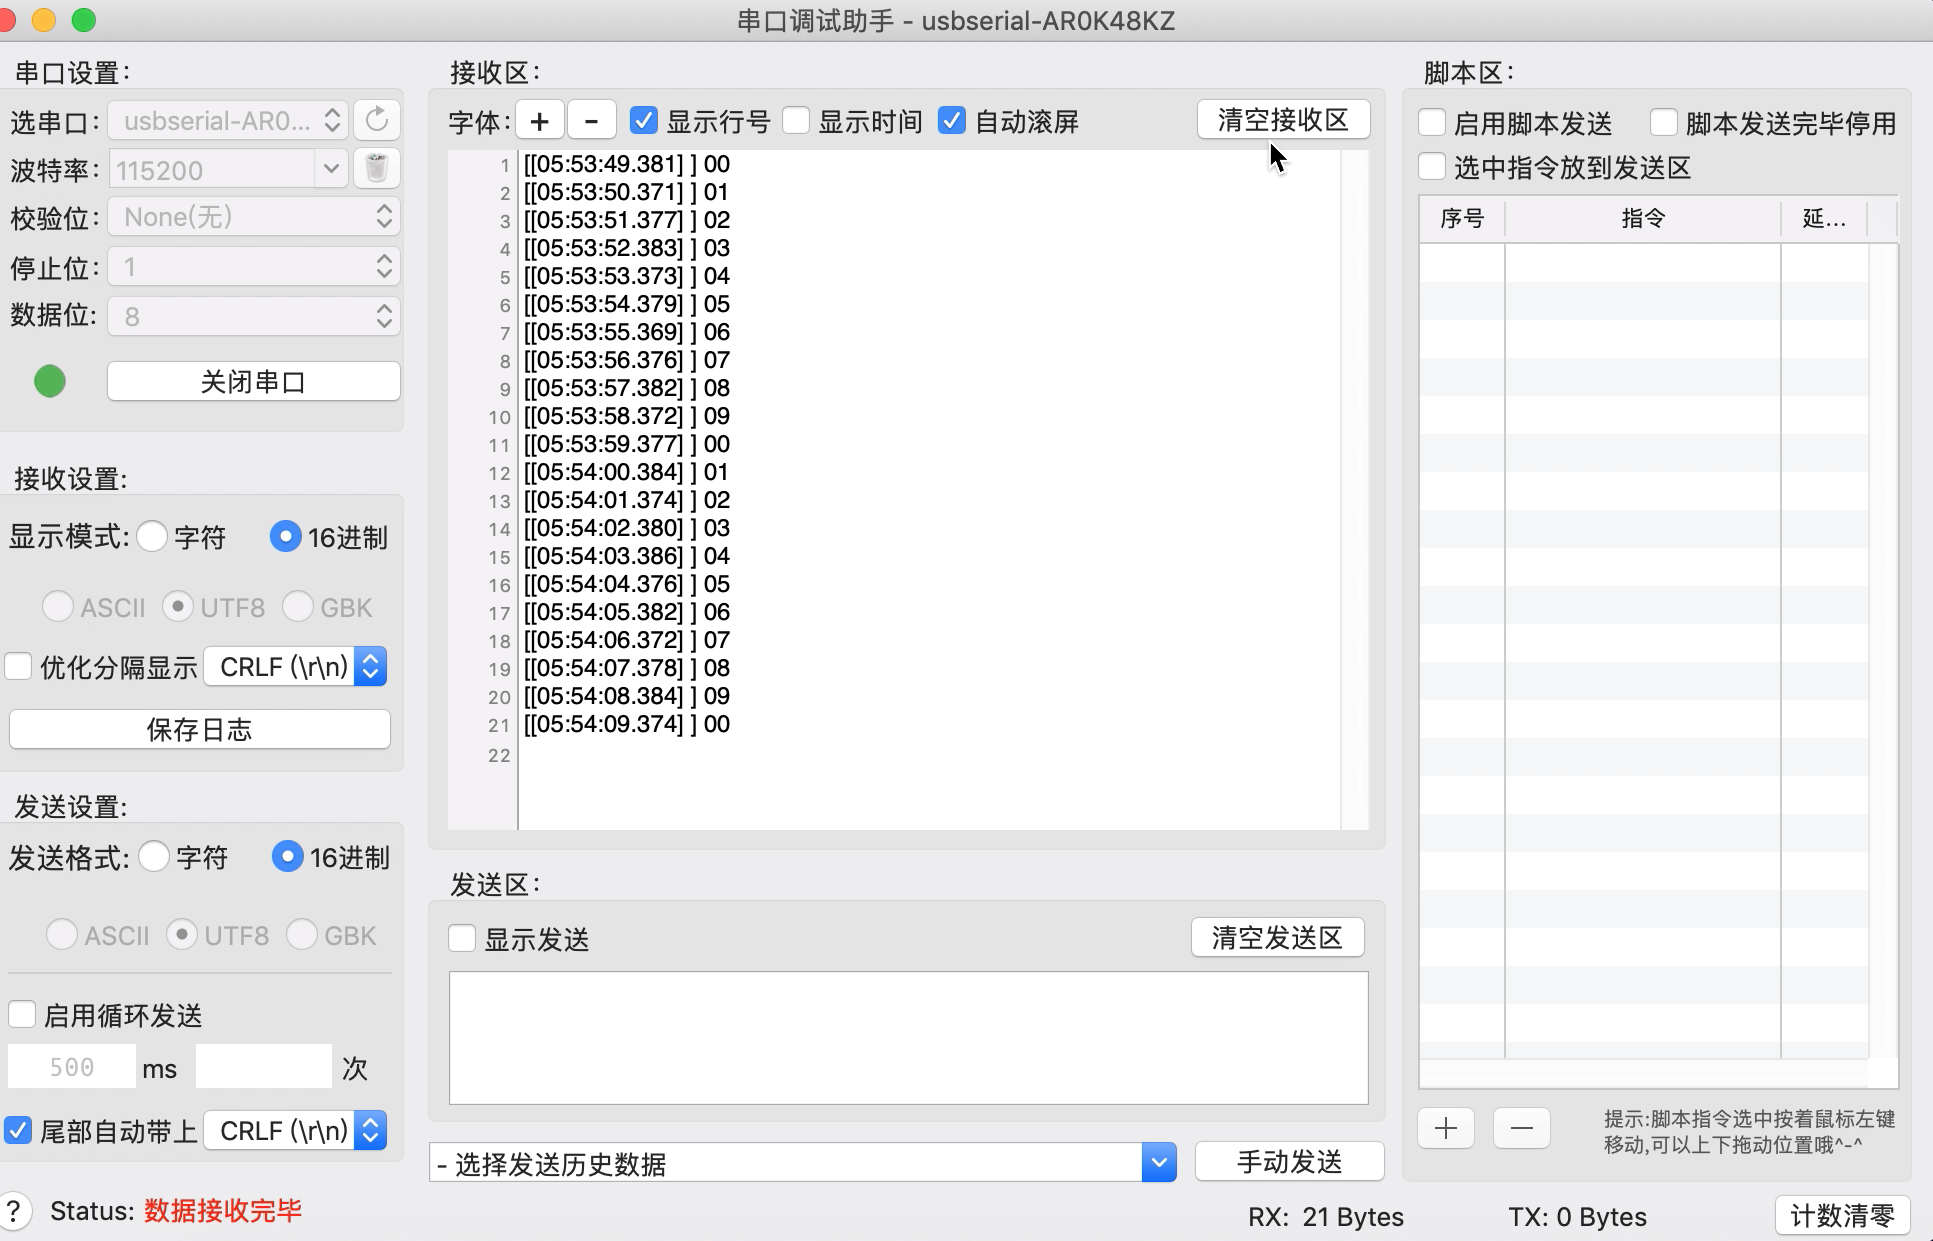 串口调试助手 - usbserial-AR0K48KZ
串口设置:
选串口: usbserial-AR0...
波特率: 115200
校验位: None(无)
停止位: 1
数据位: 8
关闭串口
接收设置:
显示模式: 字符 16进制
ASCII UTF8 GBK
优化分隔显示 CRLF (\r\n)
保存日志
发送设置:
发送格式: 字符 16进制
ASCII UTF8 GBK
启用循环发送
500 ms 次
尾部自动带上 CRLF (\r\n)
? Status: 数据接收完毕
接收区:
字体: + - 显示行号 显示时间 自动滚屏 清空接收区
1 [[05:53:49.381] ] 00
2 [[05:53:50.371] ] 01
3 [[05:53:51.377] ] 02
4 [[05:53:52.383] ] 03
5 [[05:53:53.373] ] 04
6 [[05:53:54.379] ] 05
7 [[05:53:55.369] ] 06
8 [[05:53:56.376] ] 07
9 [[05:53:57.382] ] 08
10 [[05:53:58.372] ] 09
11 [[05:53:59.377] ] 00
12 [[05:54:00.384] ] 01
13 [[05:54:01.374] ] 02
14 [[05:54:02.380] ] 03
15 [[05:54:03.386] ] 04
16 [[05:54:04.376] ] 05
17 [[05:54:05.382] ] 06
18 [[05:54:06.372] ] 07
19 [[05:54:07.378] ] 08
20 [[05:54:08.384] ] 09
21 [[05:54:09.374] ] 00
22
发送区:
显示发送 清空发送区
- 选择发送历史数据 手动发送
RX: 21 Bytes TX: 0 Bytes 计数清零
脚本区:
启用脚本发送 脚本发送完毕停用
选中指令放到发送区
序号 指令 延...
提示:脚本指令选中按着鼠标左键
移动,可以上下拖动位置哦^-^